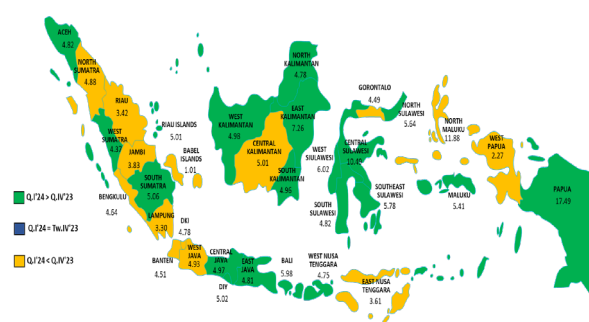 ACEH
4.82
NORTH
SUMATRA
4.88
RIAU
3.42
RIAU ISLANDS
5.01
WEST
SUMATRA
4.37
JAMBI
3.83
BABEL
ISLANDS
1.01
SOUTH
SUMATRA
5.06
BENGKULU
4.64
LAMPUNG
3.30
DKI
4.78
BANTEN
4.51
WEST
JAVA
4.93
CENTRAL
JAVA
4.97
DIY
5.02
EAST
JAVA
4.81
BALI
5.98
WEST NUSA
TENGGARA
4.75
EAST NUSA
TENGGARA
3.61
NORTH
KALIMANTAN
4.78
WEST
KALIMANTAN
4.98
EAST
KALIMANTAN
7.26
CENTRAL
KALIMANTAN
5.01
SOUTH
KALIMANTAN
4.96
GORONTALO
4.49
NORTH
SULAWESI
5.64
WEST
SULAWESI
6.02
CENTRAL
SULAWESI
10.49
SOUTH
SULAWESI
4.82
SOUTHEAST
SULAWESI
5.78
NORTH
MALUKU
11.88
MALUKU
5.41
WEST
PAPUA
2.27
PAPUA
17.49
Q.I'24 > Q.IV'23
Q.I'24 = Tw.IV'23
Q.I'24 < Q.IV'23